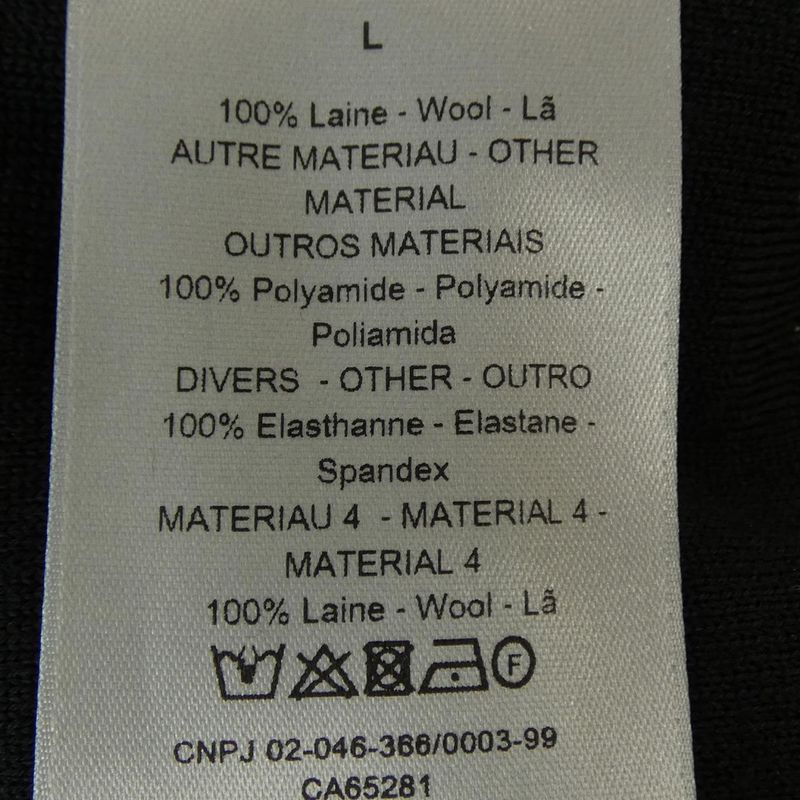 L
100% Laine - Wool - Lã
AUTRE MATERIAU - OTHER
MATERIAL
OUTROS MATERIAIS
100% Polyamide - Polyamide -
Poliamida
DIVERS - OTHER - OUTRO
100% Elasthanne - Elastane -
Spandex
MATERIAU 4 - MATERIAL 4 -
MATERIAL 4
100% Laine - Wool - Lã
F
CNPJ 02-046-366/0003-99
CA65281